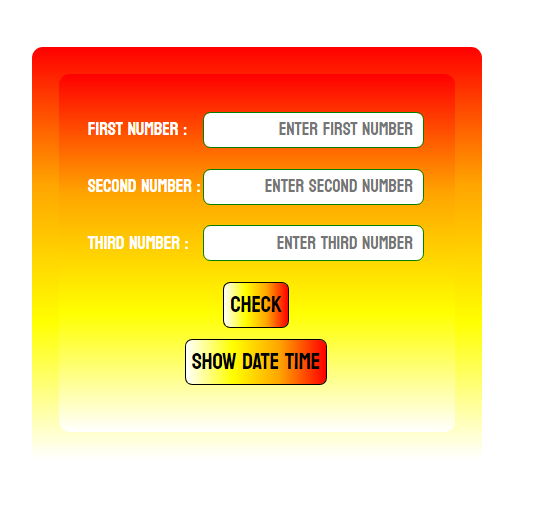 FIRST NUMBER : ENTER FIRST NUMBER
SECOND NUMBER : ENTER SECOND NUMBER
THIRD NUMBER : ENTER THIRD NUMBER
CHECK
SHOW DATE TIME